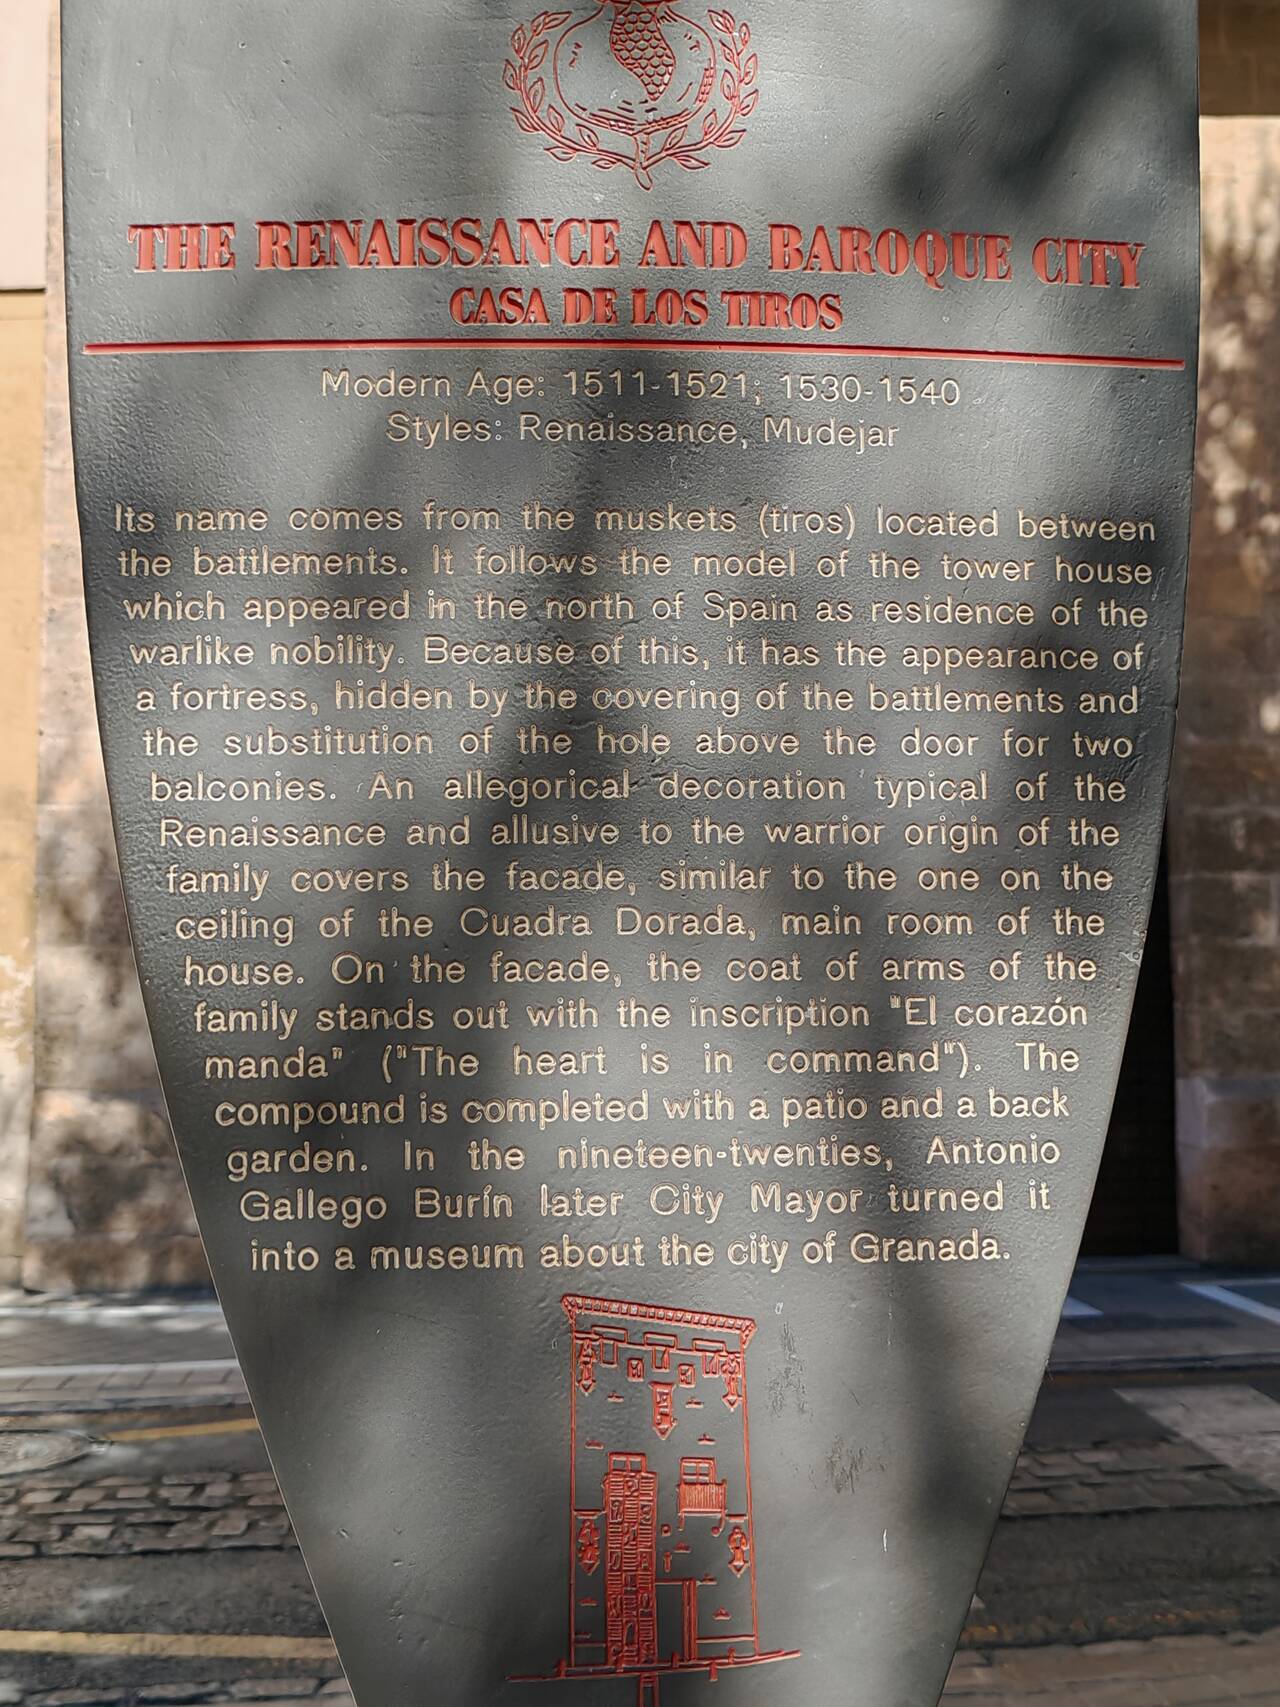 THE RENAISSANCE AND BAROQUE CITY
CASA DE LOS TIROS
Modern Age: 1511-1521; 1530-1540
Styles: Renaissance, Mudejar
Its name comes from the muskets (tiros) located between
the battlements. It follows the model of the tower house
which appeared in the north of Spain as residence of the
warlike nobility. Because of this, it has the appearance of
a fortress, hidden by the covering of the battlements and
the substitution of the hole above the door for two
balconies. An allegorical decoration typical of the
Renaissance and allusive to the warrior origin of the
family covers the facade, similar to the one on the
ceiling of the Cuadra Dorada, main room of the
house. On the facade, the coat of arms of the
family stands out with the inscription "El corazón
manda" ("The heart is in command"). The
compound is completed with a patio and a back
garden. In the nineteen-twenties, Antonio
Gallego Burín later City Mayor turned it
into a museum about the city of Granada.